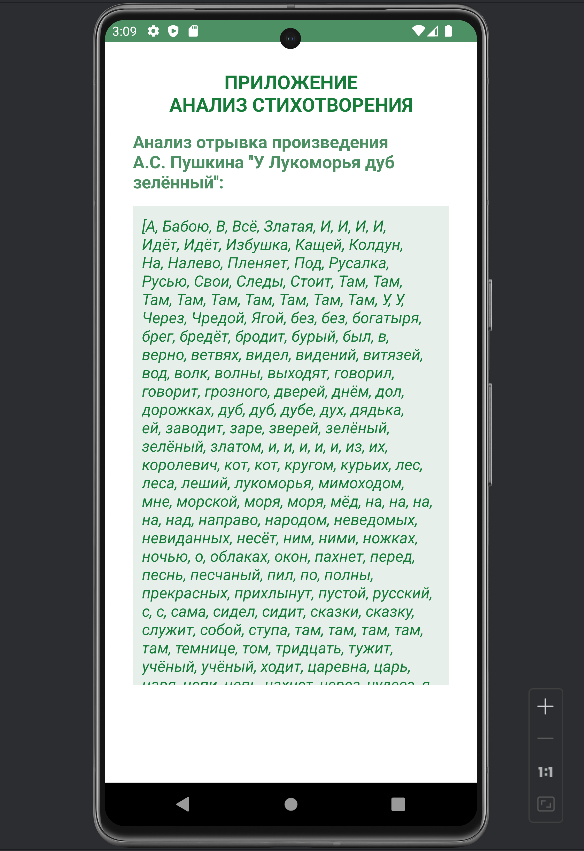 3:09
ПРИЛОЖЕНИЕ
АНАЛИЗ СТИХОТВОРЕНИЯ
Анализ отрывка произведения
А.С. Пушкина "У Лукоморья дуб
зелённый":
[А, Бабою, В, Всё, Златая, И, И, И, И,
Идёт, Идёт, Избушка, Кащей, Колдун,
На, Налево, Пленяет, Под, Русалка,
Русью, Свои, Следы, Стоит, Там, Там,
Там, Там, Там, Там, Там, Там, Там, У, У,
Через, Чредой, Ягой, без, без, богатыря,
брег, бредёт, бродит, бурый, был, в,
верно, ветвях, видел, видений, витязей,
вод, волк, волны, выходят, говорил,
говорит, грозного, дверей, днём, дол,
дорожках, дуб, дуб, дубе, дух, дядька,
ей, заводит, заре, зверей, зелёный,
зелёный, златом, и, и, и, и, и, из, их,
королевич, кот, кот, кругом, курьих, лес,
леса, леший, лукоморья, мимоходом,
мне, морской, моря, моря, мёд, на, на, на,
на, над, направо, народом, неведомых,
невиданных, несёт, ним, ними, ножках,
ночью, о, облаках, окон, пахнет, перед,
песнь, песчаный, пил, по, полны,
прекрасных, прихлынут, пустой, русский,
с, с, сама, сидел, сидит, сказки, сказку,
служит, собой, ступа, там, там, там, там,
там, темнице, том, тридцать, тужит,
учёный, учёный, ходит, царевна, царь,
1:1